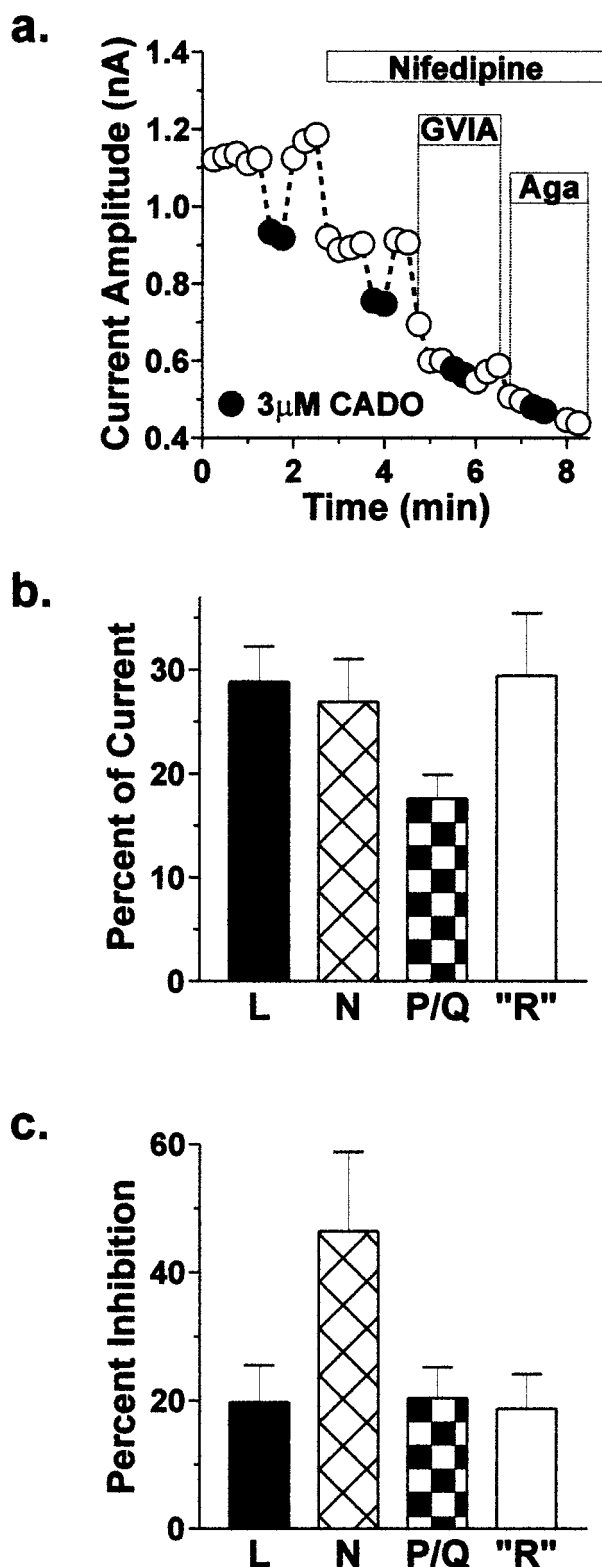 a.
Current Amplitude (nA)
1.4
1.2
1.0
0.8
0.6
0.4
Nifedipine
GVIA
Aga
3μM CADO
0 2 4 6 8
Time (min)
b.
Percent of Current
30
20
10
0
L N P/Q "R"
c.
Percent Inhibition
60
40
20
0
L N P/Q "R"